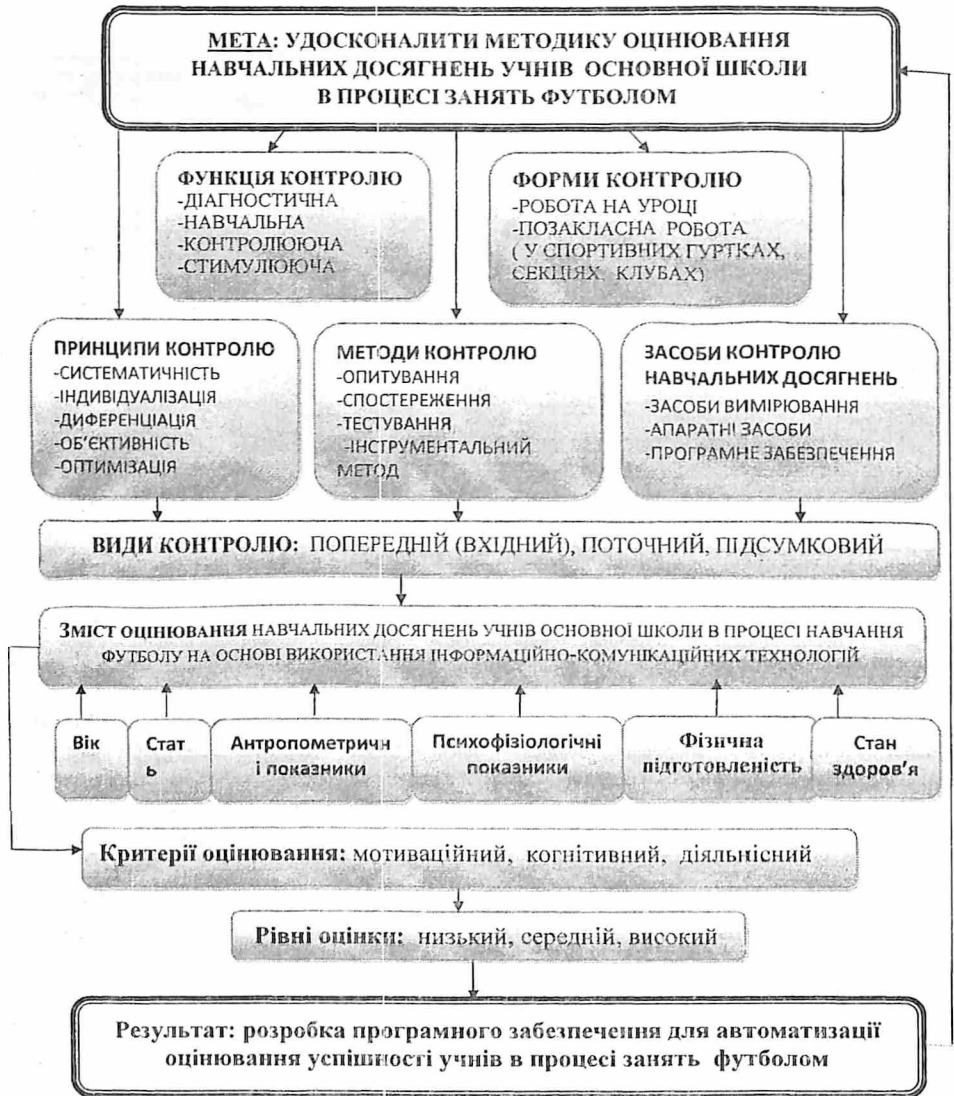 МЕТА: УДОСКОНАЛИТИ МЕТОДИКУ ОЦІНЮВАННЯ
НАВЧАЛЬНИХ ДОСЯГНЕНЬ УЧНІВ ОСНОВНОЇ ШКОЛИ
В ПРОЦЕСІ ЗАНЯТЬ ФУТБОЛОМ
ФУНКЦІЯ КОНТРОЛЮ
-ДІАГНОСТИЧНА
-НАВЧАЛЬНА
-КОНТРОЛЮЮЧА
-СТИМУЛЮЮЧА
ФОРМИ КОНТРОЛЮ
-РОБОТА НА УРОЦІ
-ПОЗАКЛАСНА РОБОТА
( У СПОРТИВНИХ ГУРТКАХ,
СЕКЦІЯХ, КЛУБАХ)
ПРИНЦИПИ КОНТРОЛЮ
-СИСТЕМАТИЧНІСТЬ
-ІНДИВІДУАЛІЗАЦІЯ
-ДИФЕРЕНЦІАЦІЯ
-ОБ'ЄКТИВНІСТЬ
-ОПТИМІЗАЦІЯ
МЕТОДИ КОНТРОЛЮ
-ОПИТУВАННЯ
-СПОСТЕРЕЖЕННЯ
-ТЕСТУВАННЯ
-ІНСТРУМЕНТАЛЬНИЙ
МЕТОД
ЗАСОБИ КОНТРОЛЮ
НАВЧАЛЬНИХ ДОСЯГНЕНЬ
-ЗАСОБИ ВИМІРЮВАННЯ
-АПАРАТНІ ЗАСОБИ
-ПРОГРАМНЕ ЗАБЕЗПЕЧЕННЯ
ВИДИ КОНТРОЛЮ: ПОПЕРЕДНІЙ (ВХІДНИЙ), ПОТОЧНИЙ, ПІДСУМКОВИЙ
ЗМІСТ ОЦІНЮВАННЯ НАВЧАЛЬНИХ ДОСЯГНЕНЬ УЧНІВ ОСНОВНОЇ ШКОЛИ В ПРОЦЕСІ НАВЧАННЯ
ФУТБОЛУ НА ОСНОВІ ВИКОРИСТАННЯ ІНФОРМАЦІЙНО-КОМУНІКАЦІЙНИХ ТЕХНОЛОГІЙ
Вік
Стат
ь
Антропометричн
і показники
Психофізіологічні
показники
Фізична
підготовленість
Стан
здоров'я
Критерії оцінювання: мотиваційний, когнітивний, діяльнісний
Рівні оцінки: низький, середній, високий
Результат: розробка програмного забезпечення для автоматизації
оцінювання успішності учнів в процесі занять футболом